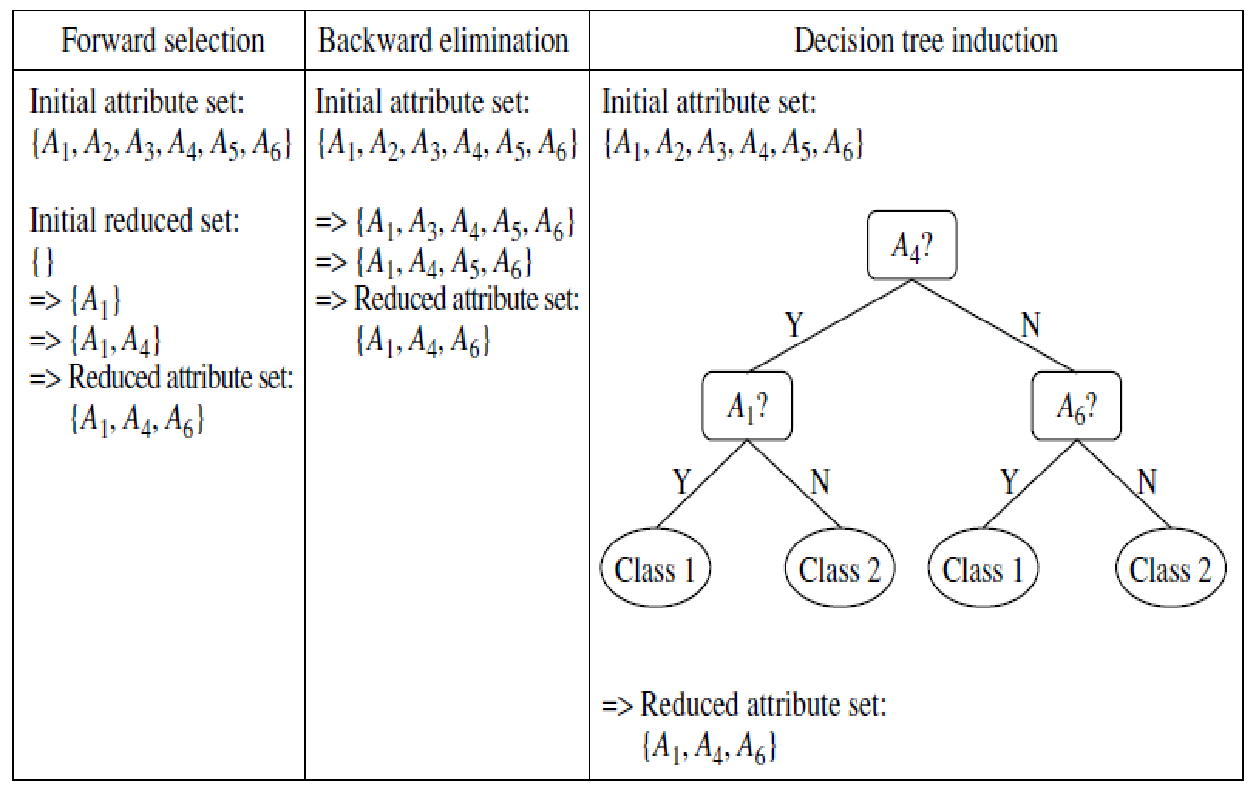 Forward selection
Initial attribute set:
{A₁, A₂, A₃, A₄, A₅, A₆}
Initial reduced set:
{}
=> {A₁}
=> {A₁, A₄}
=> Reduced attribute set:
{A₁, A₄, A₆}
Backward elimination
Initial attribute set:
{A₁, A₂, A₃, A₄, A₅, A₆}
=> {A₁, A₃, A₄, A₅, A₆}
=> {A₁, A₄, A₅, A₆}
=> Reduced attribute set:
{A₁, A₄, A₆}
Decision tree induction
Initial attribute set:
{A₁, A₂, A₃, A₄, A₅, A₆}
A₄?
Y N
A₁? A₆?
Y N Y N
Class 1 Class 2 Class 1 Class 2
=> Reduced attribute set:
{A₁, A₄, A₆}